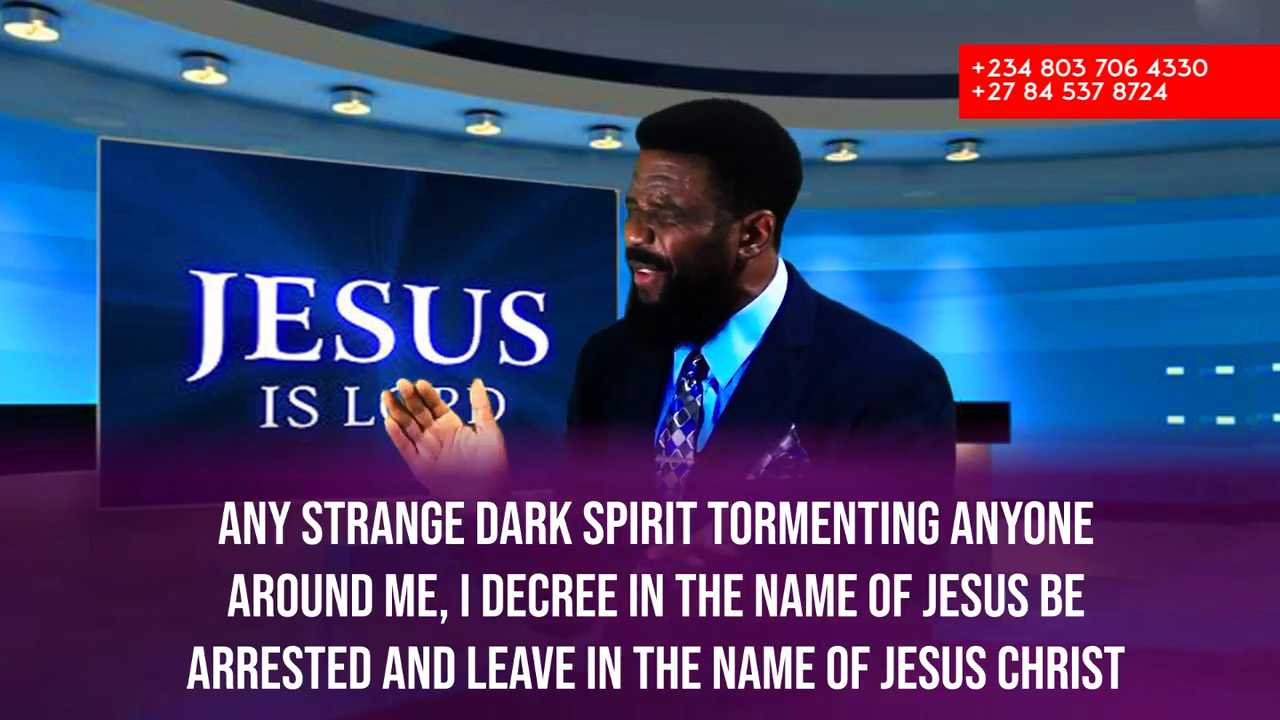 +234 803 706 4330
+27 84 537 8724
JESUS
IS LORD
ANY STRANGE DARK SPIRIT TORMENTING ANYONE
AROUND ME, I DECREE IN THE NAME OF JESUS BE
ARRESTED AND LEAVE IN THE NAME OF JESUS CHRIST